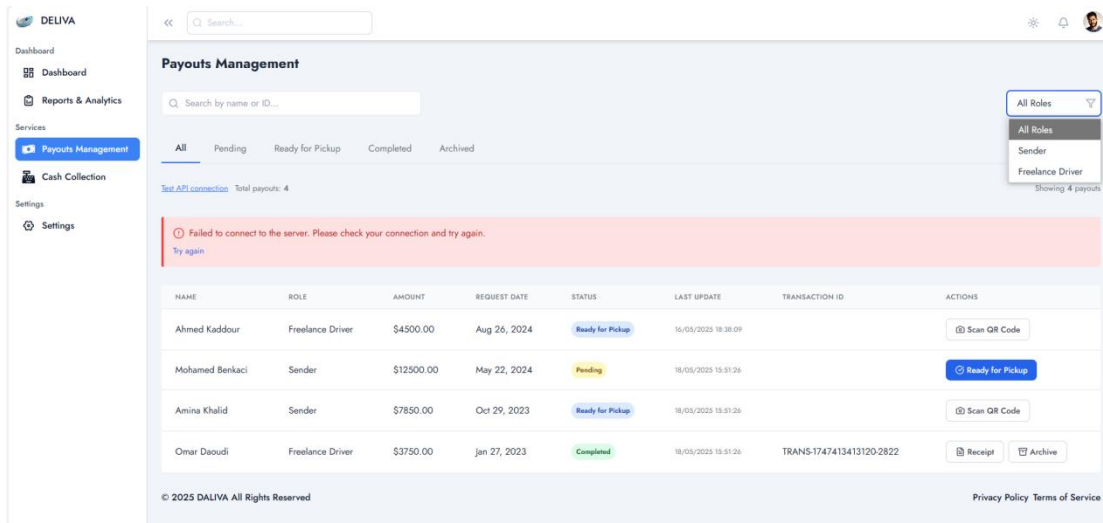 DELIVA
Search...
Dashboard
Dashboard
Reports & Analytics
Services
Payouts Management
Cash Collection
Settings
Settings
Payouts Management
Search by name or ID...
All Roles
All Roles
Sender
Freelance Driver
All Pending Ready for Pickup Completed Archived
Test API connection Total payouts: 4
Showing 4 payouts
Failed to connect to the server. Please check your connection and try again.
Try again
NAME ROLE AMOUNT REQUEST DATE STATUS LAST UPDATE TRANSACTION ID ACTIONS
Ahmed Kaddour Freelance Driver $4500.00 Aug 26, 2024 Ready for Pickup 16/05/2025 18:38:09 Scan QR Code
Mohamed Benkaci Sender $12500.00 May 22, 2024 Pending 18/05/2025 15:51:26 Ready for Pickup
Amina Khalid Sender $7850.00 Oct 29, 2023 Ready for Pickup 18/05/2025 15:51:26 Scan QR Code
Omar Daoudi Freelance Driver $3750.00 Jan 27, 2023 Completed 18/05/2025 15:51:26 TRANS-1747413413120-2822 Receipt Archive
© 2025 DALIVA All Rights Reserved
Privacy Policy Terms of Service